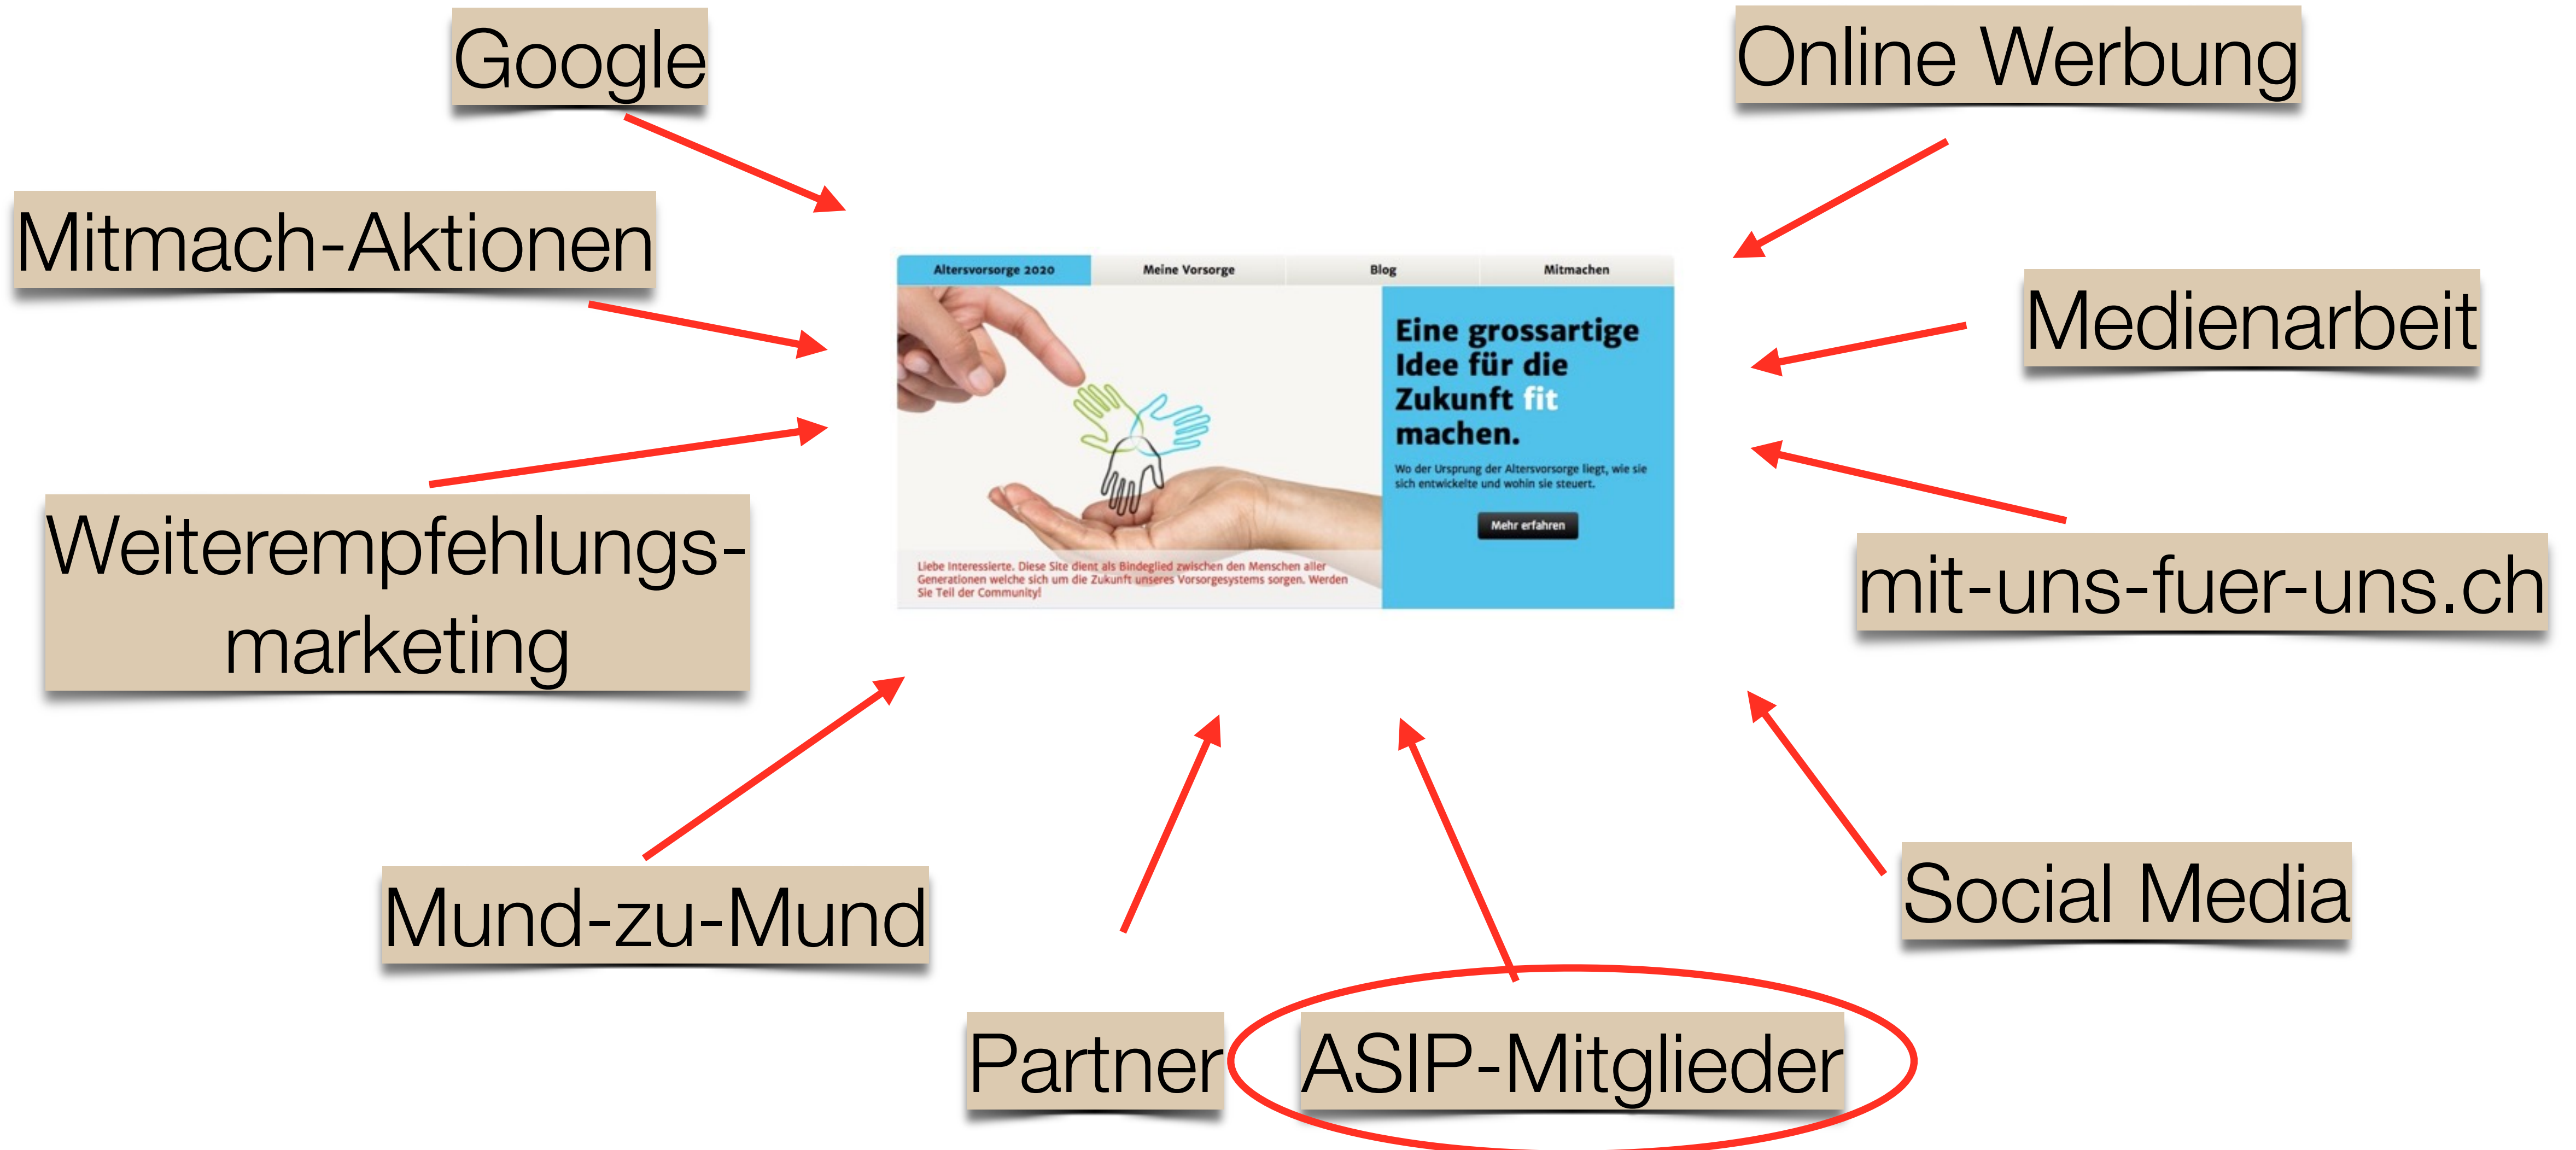 Google
Online Werbung
Mitmach-Aktionen
Medienarbeit
Altersvorsorge 2020
Meine Vorsorge
Blog
Mitmachen
Eine grossartige
Idee für die
Zukunft fit
machen.
Wo der Ursprung der Altersvorsorge liegt, wie sie
sich entwickelte und wohin sie steuert.
Mehr erfahren
Liebe Interessierte. Diese Site dient als Bindeglied zwischen den Menschen aller
Generationen welche sich um die Zukunft unseres Vorsorgesystems sorgen. Werden
Sie Teil der Community!
Weiterempfehlungs-
marketing
mit-uns-fuer-uns.ch
Mund-zu-Mund
Social Media
Partner
ASIP-Mitglieder